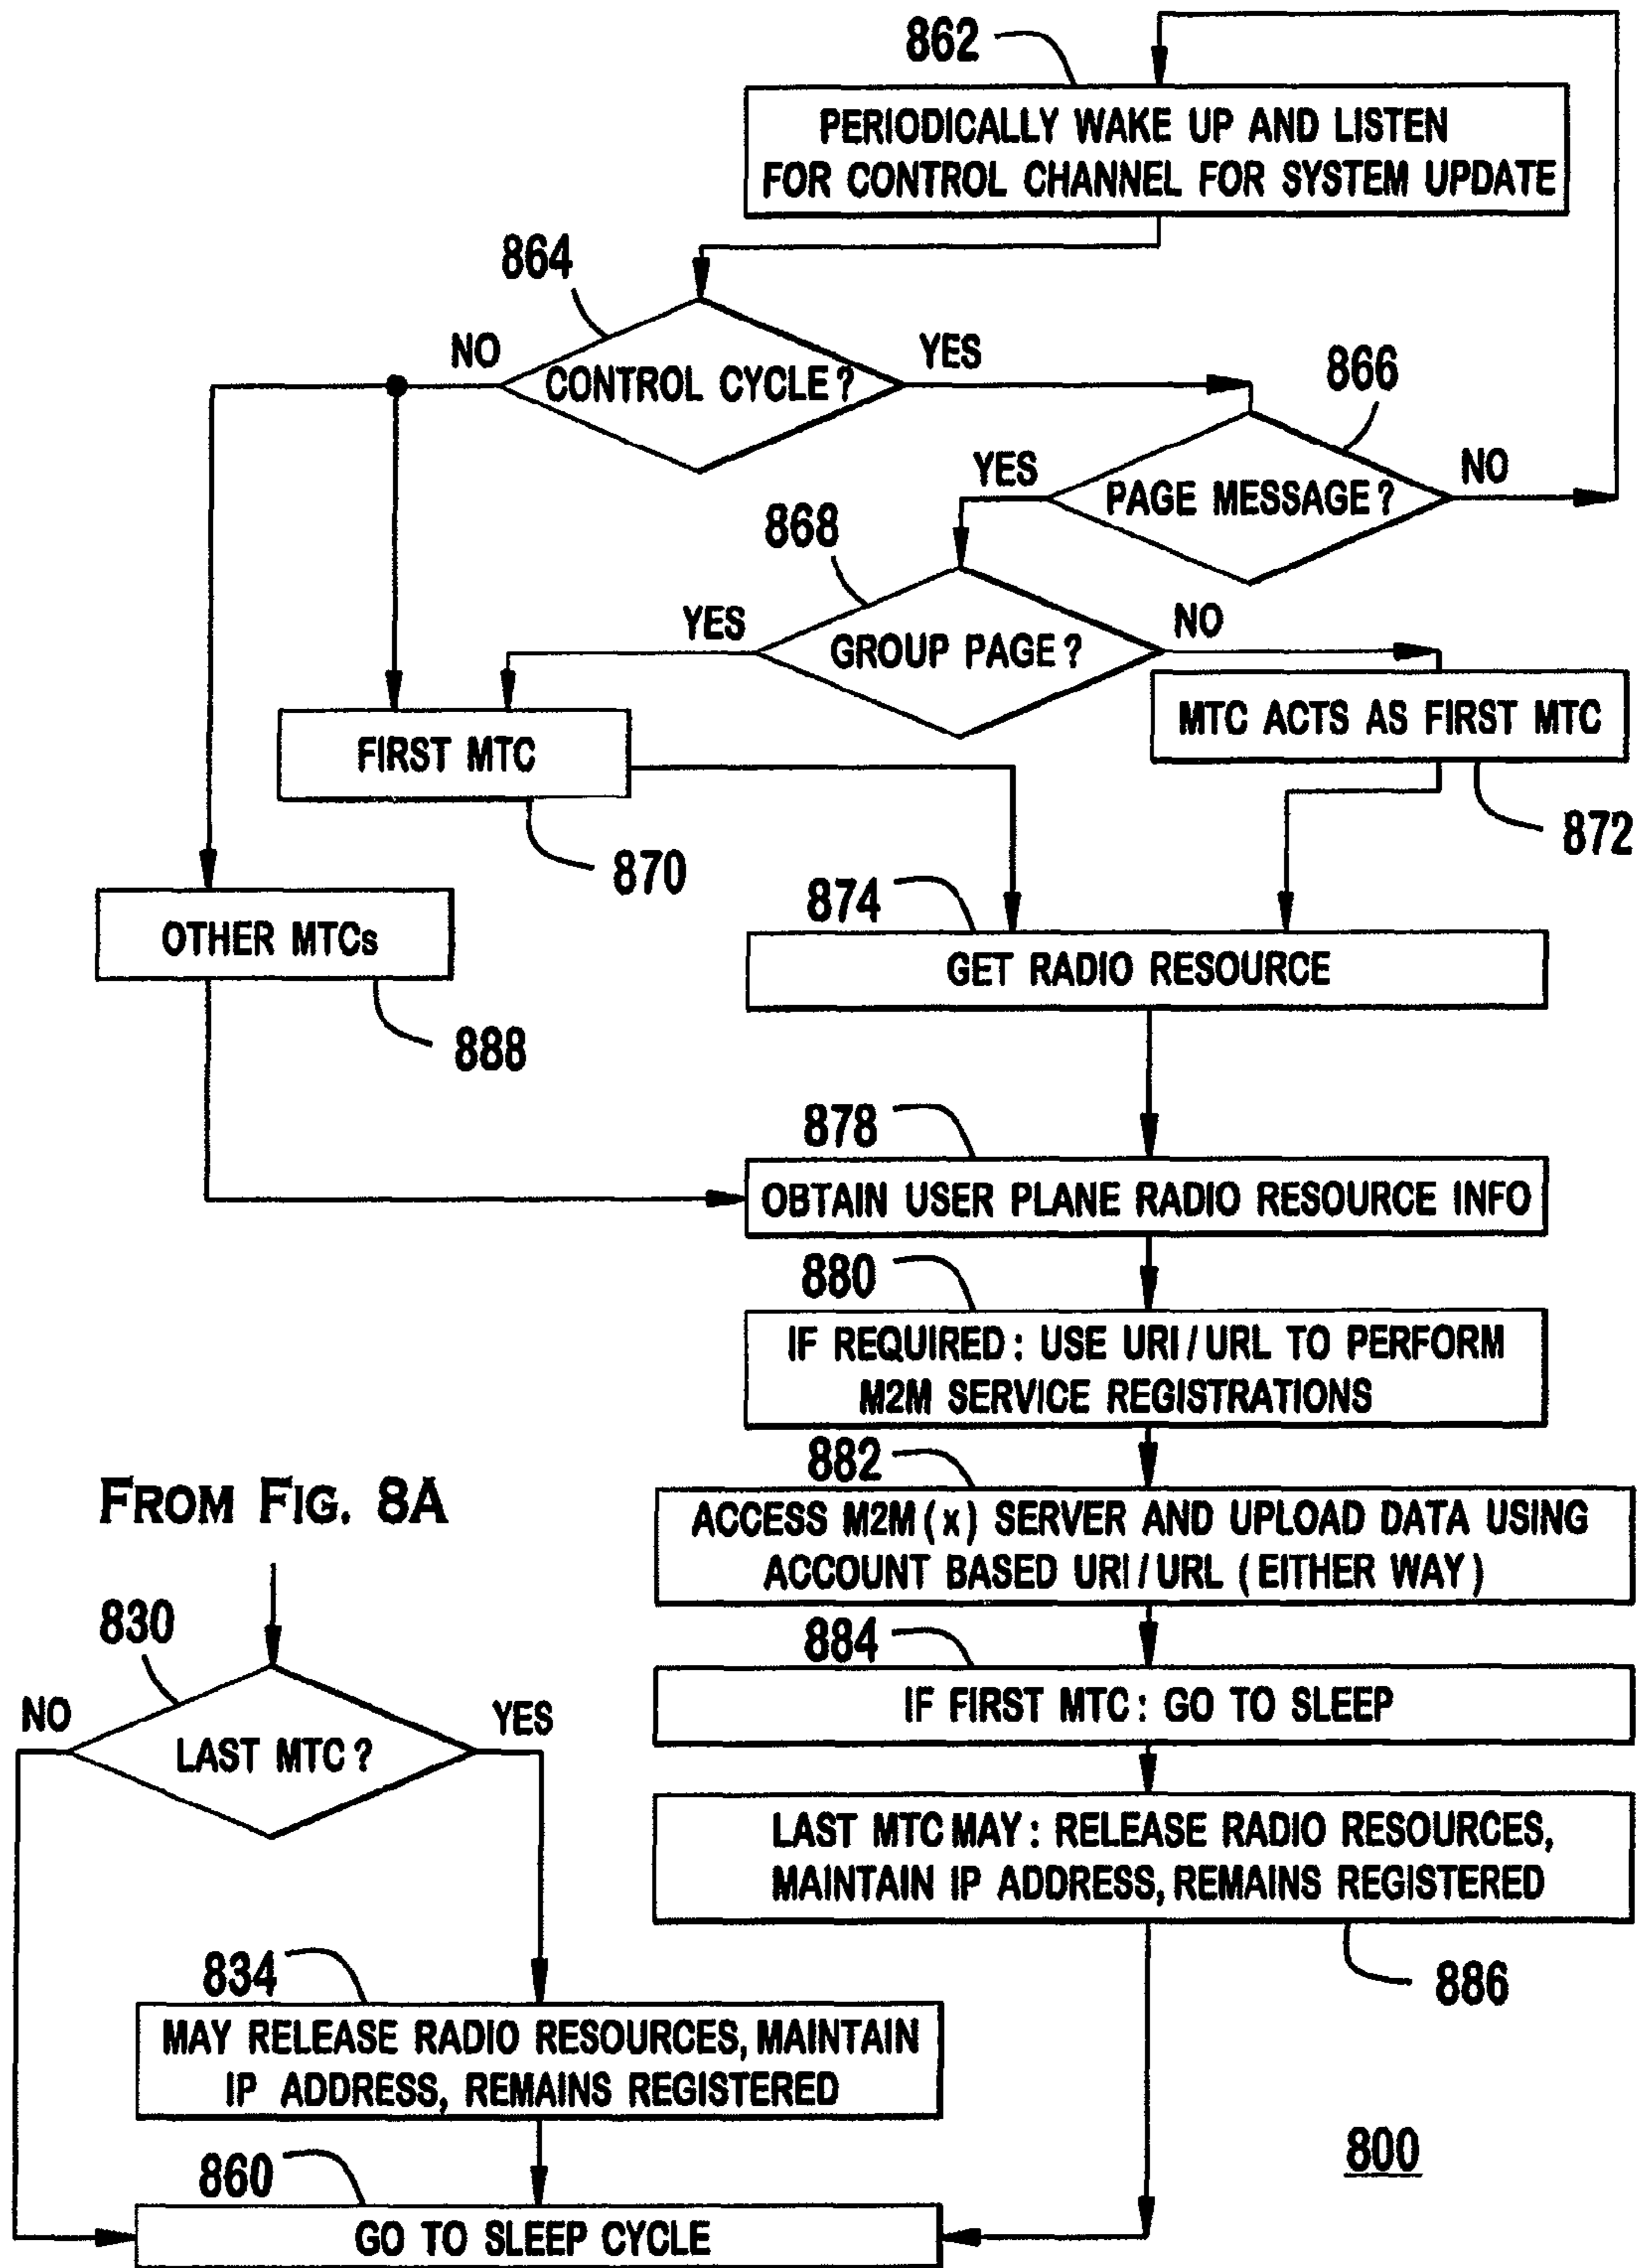 862
PERIODICALLY WAKE UP AND LISTEN
FOR CONTROL CHANNEL FOR SYSTEM UPDATE
864
NO
CONTROL CYCLE?
YES
866
YES
PAGE MESSAGE?
NO
868
YES
GROUP PAGE?
NO
FIRST MTC
870
MTC ACTS AS FIRST MTC
872
OTHER MTCs
888
874
GET RADIO RESOURCE
878
OBTAIN USER PLANE RADIO RESOURCE INFO
880
IF REQUIRED: USE URI/URL TO PERFORM
M2M SERVICE REGISTRATIONS
882
ACCESS M2M(x) SERVER AND UPLOAD DATA USING
ACCOUNT BASED URI/URL (EITHER WAY)
884
IF FIRST MTC: GO TO SLEEP
LAST MTC MAY: RELEASE RADIO RESOURCES,
MAINTAIN IP ADDRESS, REMAINS REGISTERED
886
FROM FIG. 8A
830
NO
LAST MTC?
YES
834
MAY RELEASE RADIO RESOURCES, MAINTAIN
IP ADDRESS, REMAINS REGISTERED
860
GO TO SLEEP CYCLE
800